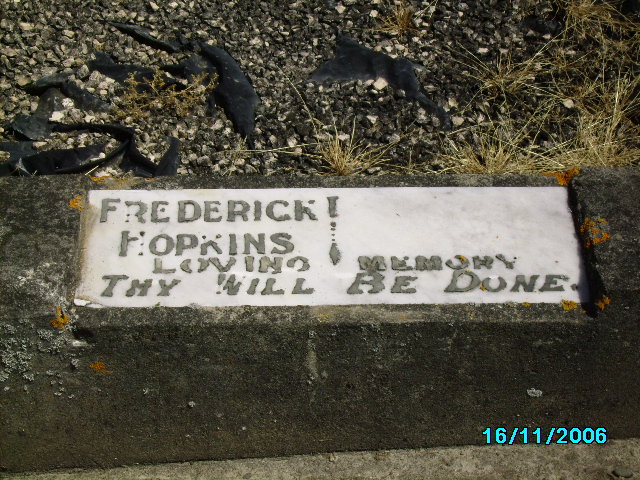 FREDERICK!
HOPKINS
LOVING MEMORY
THY WILL BE DONE.
16/11/2006